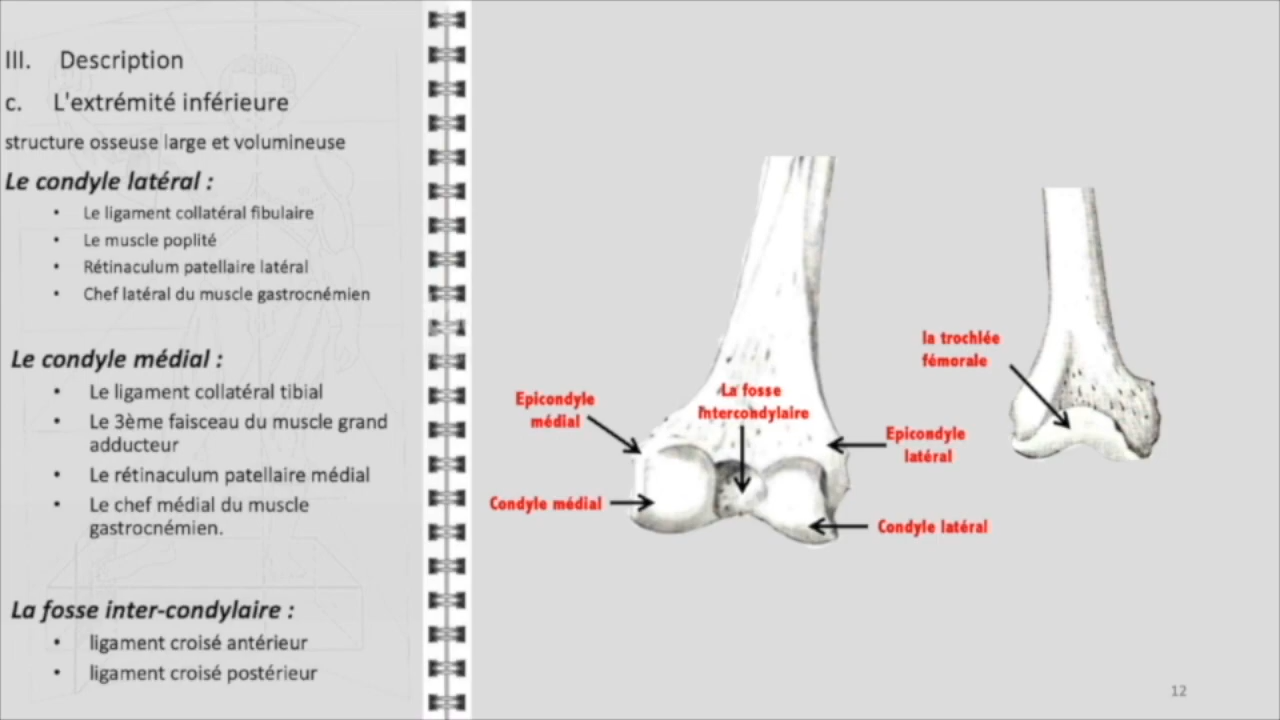 III. Description
c. L'extrémité inférieure
structure osseuse large et volumineuse
Le condyle latéral :
• Le ligament collatéral fibulaire
• Le muscle poplité
• Rétinaculum patellaire latéral
• Chef latéral du muscle gastrocnémien
Le condyle médial :
• Le ligament collatéral tibial
• Le 3ème faisceau du muscle grand
adducteur
• Le rétinaculum patellaire médial
• Le chef médial du muscle
gastrocnémien.
La fosse inter-condylaire :
• ligament croisé antérieur
• ligament croisé postérieur
Epicondyle
médial
La fosse
intercondylaire
Epicondyle
latéral
Condyle médial
Condyle latéral
la trochlée
fémorale
12